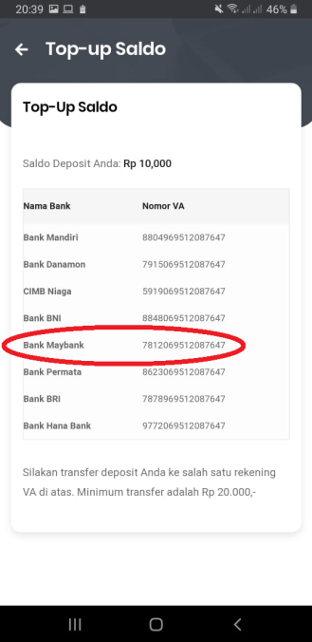 20:39 46%
Top-up Saldo
Top-Up Saldo
Saldo Deposit Anda: Rp 10,000
Nama Bank Nomor VA
Bank Mandiri 8804969512087647
Bank Danamon 7915069512087647
CIMB Niaga 5919069512087647
Bank BNI 8848069512087647
Bank Maybank 7812069512087647
Bank Permata 8623069512087647
Bank BRI 7878969512087647
Bank Hana Bank 9772069512087647
Silakan transfer deposit Anda ke salah satu rekening
VA di atas. Minimum transfer adalah Rp 20.000,-